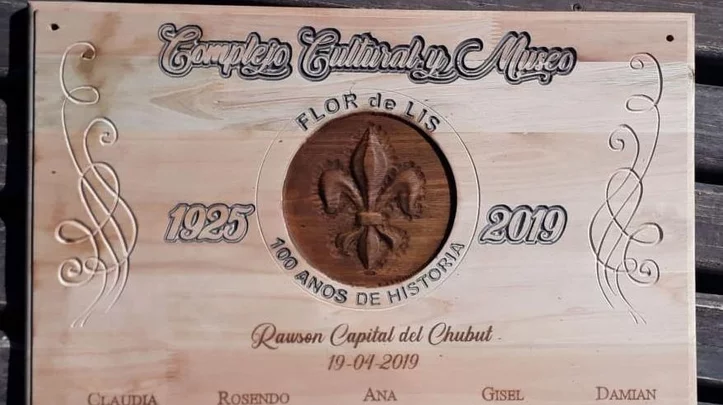 Complejo Cultural y Museo
FLOR de LIS
1925 2019
100 ANOS DE HISTORIA
Rawson Capital del Chubut
19-04-2019
CLAUDIA ROSENDO ANA GISEL DAMIAN